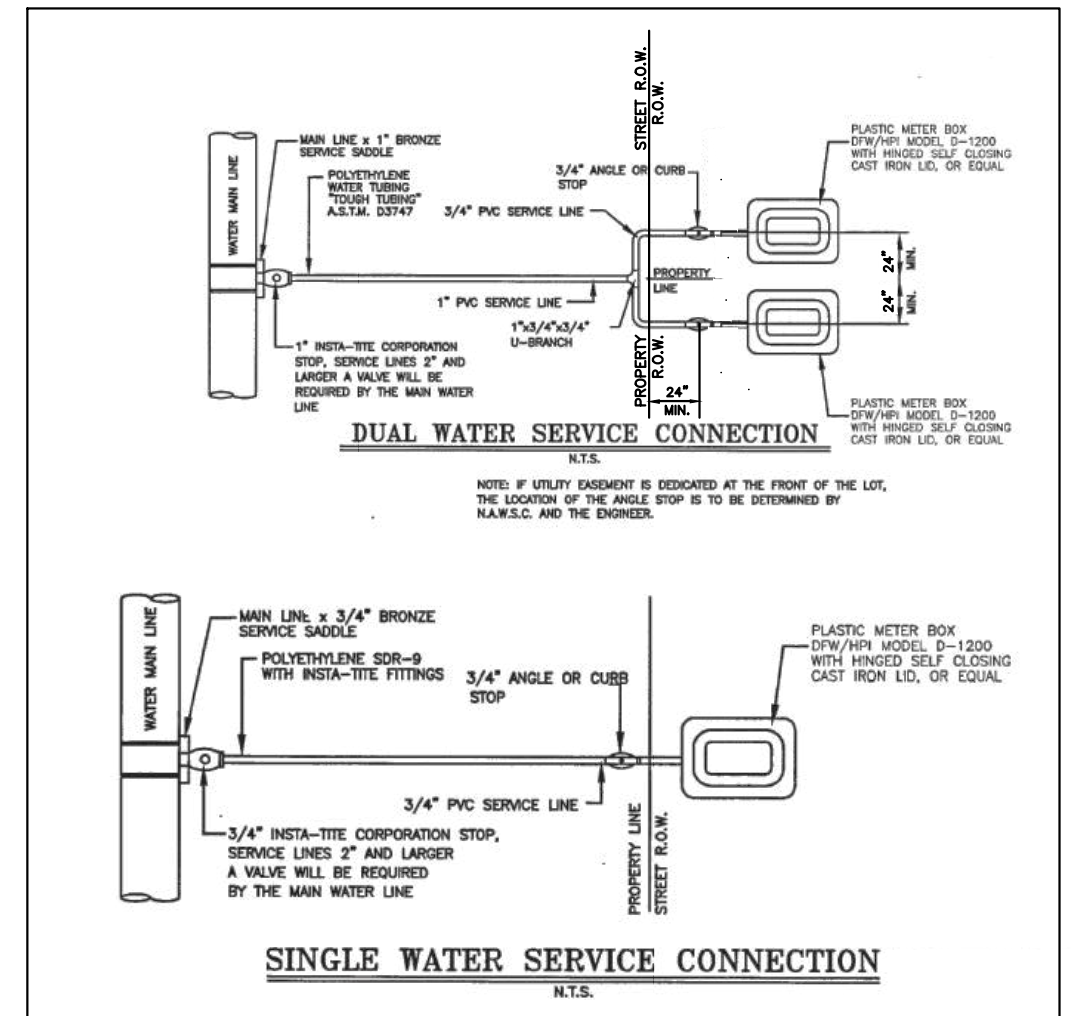 STREET R.O.W.
R.O.W.
WATER MAIN LINE
MAIN LINE x 1" BRONZE
SERVICE SADDLE
POLYETHYLENE
WATER TUBING
"TOUGH TUBING"
A.S.T.M. D3747
3/4" ANGLE OR CURB
STOP
3/4" PVC SERVICE LINE
PLASTIC METER BOX
DFW/HPI MODEL D-1200
WITH HINGED SELF CLOSING
CAST IRON LID, OR EQUAL
24"
MIN.
24"
MIN.
PROPERTY
LINE
1" PVC SERVICE LINE
1"x3/4"x3/4"
U-BRANCH
1" INSTA-TITE CORPORATION
STOP, SERVICE LINES 2" AND
LARGER A VALVE WILL BE
REQUIRED BY THE MAIN WATER
LINE
PROPERTY
R.O.W.
24"
MIN.
PLASTIC METER BOX
DFW/HPI MODEL D-1200
WITH HINGED SELF CLOSING
CAST IRON LID, OR EQUAL
DUAL WATER SERVICE CONNECTION
N.T.S.
NOTE: IF UTILITY EASEMENT IS DEDICATED AT THE FRONT OF THE LOT,
THE LOCATION OF THE ANGLE STOP IS TO BE DETERMINED BY
N.A.W.S.C. AND THE ENGINEER.
WATER MAIN LINE
MAIN LINE x 3/4" BRONZE
SERVICE SADDLE
POLYETHYLENE SDR-9
WITH INSTA-TITE FITTINGS
3/4" ANGLE OR CURB
STOP
PLASTIC METER BOX
DFW/HPI MODEL D-1200
WITH HINGED SELF CLOSING
CAST IRON LID, OR EQUAL
3/4" PVC SERVICE LINE
3/4" INSTA-TITE CORPORATION STOP,
SERVICE LINES 2" AND LARGER
A VALVE WILL BE REQUIRED
BY THE MAIN WATER LINE
PROPERTY LINE
STREET R.O.W.
SINGLE WATER SERVICE CONNECTION
N.T.S.